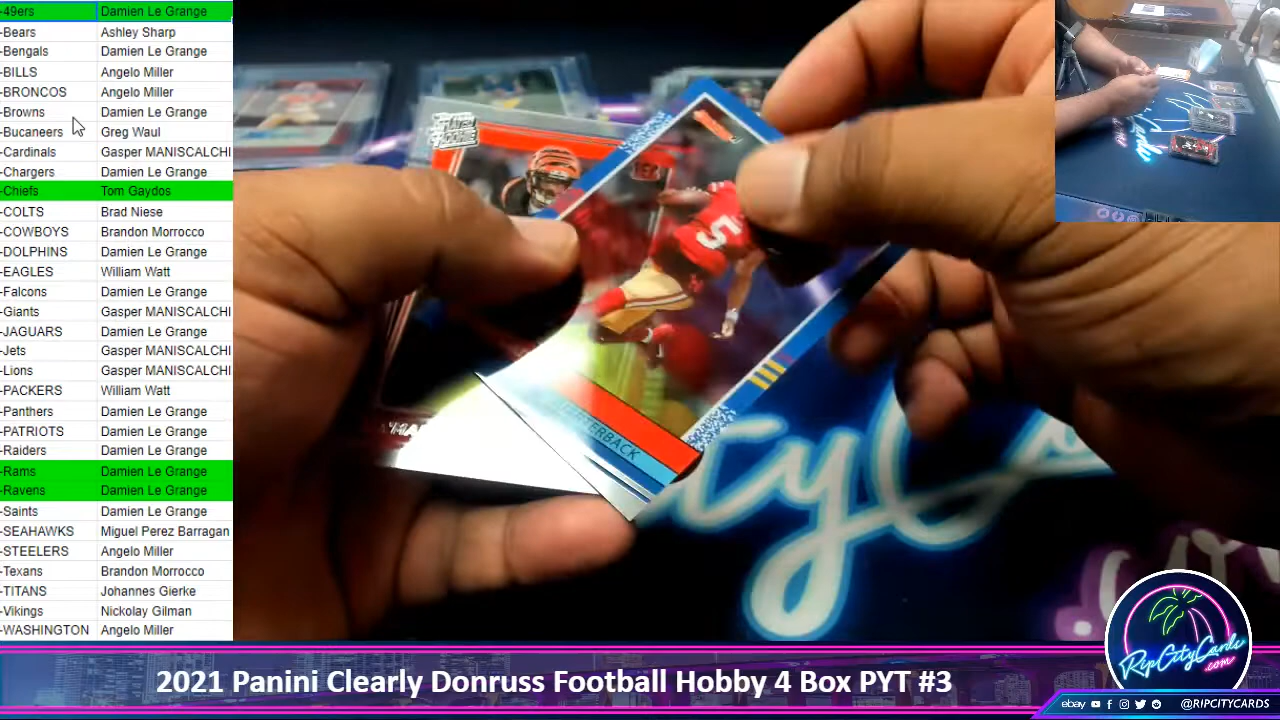 -49ers Damien Le Grange
-Bears Ashley Sharp
-Bengals Damien Le Grange
-BILLS Angelo Miller
-BRONCOS Angelo Miller
-Browns Damien Le Grange
-Bucaneers Greg Waul
-Cardinals Gasper MANISCALCHI
-Chargers Damien Le Grange
-Chiefs Tom Gaydos
-COLTS Brad Niese
-COWBOYS Brandon Morrocco
-DOLPHINS Damien Le Grange
-EAGLES William Watt
-Falcons Damien Le Grange
-Giants Gasper MANISCALCHI
-JAGUARS Damien Le Grange
-Jets Gasper MANISCALCHI
-Lions Gasper MANISCALCHI
-PACKERS William Watt
-Panthers Damien Le Grange
-PATRIOTS Damien Le Grange
-Raiders Damien Le Grange
-Rams Damien Le Grange
-Ravens Damien Le Grange
-Saints Damien Le Grange
-SEAHAWKS Miguel Perez Barragan
-STEELERS Angelo Miller
-Texans Brandon Morrocco
-TITANS Johannes Gierke
-Vikings Nickolay Gilman
-WASHINGTON Angelo Miller
5
2021 Panini Clearly Donruss Football Hobby 4 Box PYT #3
RipCityCards
.com
ebay @RIPCITYCARDS